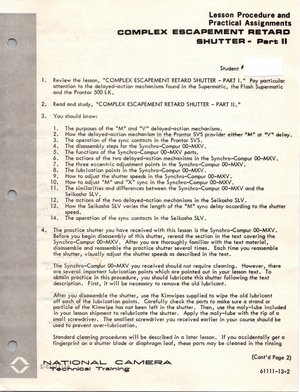 Lesson Procedure and
Practical Assignments
COMPLEX ESCAPEMENT RETARD
SHUTTER - Part II
Student #
1. Review the lesson, "COMPLEX ESCAPEMENT RETARD SHUTTER - PART I." Pay particular
attention to the delayed-action mechanisms found in the Supermatic, the Flash Supermatic
and the Prontor 500 LK.
2. Read and study, "COMPLEX ESCAPEMENT RETARD SHUTTER - PART II."
3. You should know:
1. The purposes of the "M" and "V" delayed-action mechanisms.
2. How the delayed-action mechanism in the Prontor SVS provide either "M" or "V" delay.
3. The operation of the sync contacts in the Prontor SVS.
4. The disassembly steps for the Synchro-Compur 00-MKV.
5. The functions of the Synchro-Compur 00-MKV parts.
6. The actions of the two delayed-action mechanisms in the Synchro-Compur 00-MKV.
7. The three eccentric adjustment points in the Synchro-Compur 00-MKV.
8. The lubrication points in the Synchro-Compur 00-MKV.
9. How to adjust the shutter speeds in the Synchro-Compur 00-MKV.
10. How to adjust "M" and "X" sync in the Synchro-Compur 00-MKV.
11. The similarities and differences between the Synchro-Compur 00-MKV and the
Seikosha SLV.
12. The actions of the two delayed-action mechanisms in the Seikosha SLV.
13. How the Seikosha SLV varies the length of the "M" sync delay according to the shutter
speed.
14. The operation of the sync contacts in the Seikosha SLV.
4. The practice shutter you have received with this lesson is the Synchro-Compur 00-MKV.
Before you begin disassembly of this shutter, reread the section in the text covering the
Synchro-Compur 00-MKV. After you are thoroughly familiar with the text material,
disassemble and reassemble the practice shutter several times. Each time you reassemble
the shutter, visually adjust the shutter speeds as described in the text.
The Synchro-Compur 00-MKV you received should not require cleaning. However, there
are several important lubrication points which are pointed out in your lesson text. To
obtain practice in this procedure, you should lubricate this shutter following the text
description. First, it will be necessary to remove the old lubricant.
After you disassemble the shutter, use the Kimwipes supplied to wipe the old lubricant
off each of the lubrication points. Carefully check the parts to make sure a strand or
particle of Kimwipe has not been left in the shutter. Then, use the moly-lube included
in your lesson shipment to relubricate the shutter. Apply the moly-lube with the tip of a
small screwdriver. The smallest screwdriver you received earlier in your course should be
used to prevent over-lubrication.
Standard cleaning procedures will be described in a later lesson. If you accidentally get a
fingerprint on a shutter blade or diaphragm leaf, these parts may be cleaned in the rinsing
(Cont'd Page 2)
NATIONAL CAMERA
Technical Training
61111-13-2